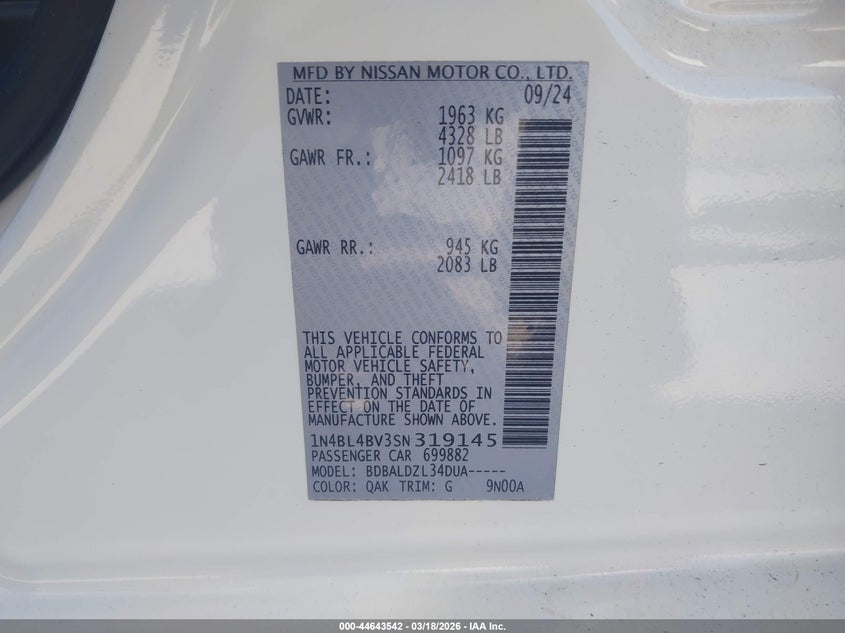 MFD BY NISSAN MOTOR CO., LTD.
DATE: 09/24
GVWR: 1963 KG
4328 LB
GAWR FR.: 1097 KG
2418 LB
GAWR RR.: 945 KG
2083 LB
THIS VEHICLE CONFORMS TO
ALL APPLICABLE FEDERAL
MOTOR VEHICLE SAFETY,
BUMPER, AND THEFT
PREVENTION STANDARDS IN
EFFECT ON THE DATE OF
MANUFACTURE SHOWN ABOVE.
1N4BL4BV3SN 319145
PASSENGER CAR 699882
MODEL: BDBALDZL34DUA-----
COLOR: QAK TRIM: G 9N00A
000-44643542 - 03/18/2026 - IAA Inc.